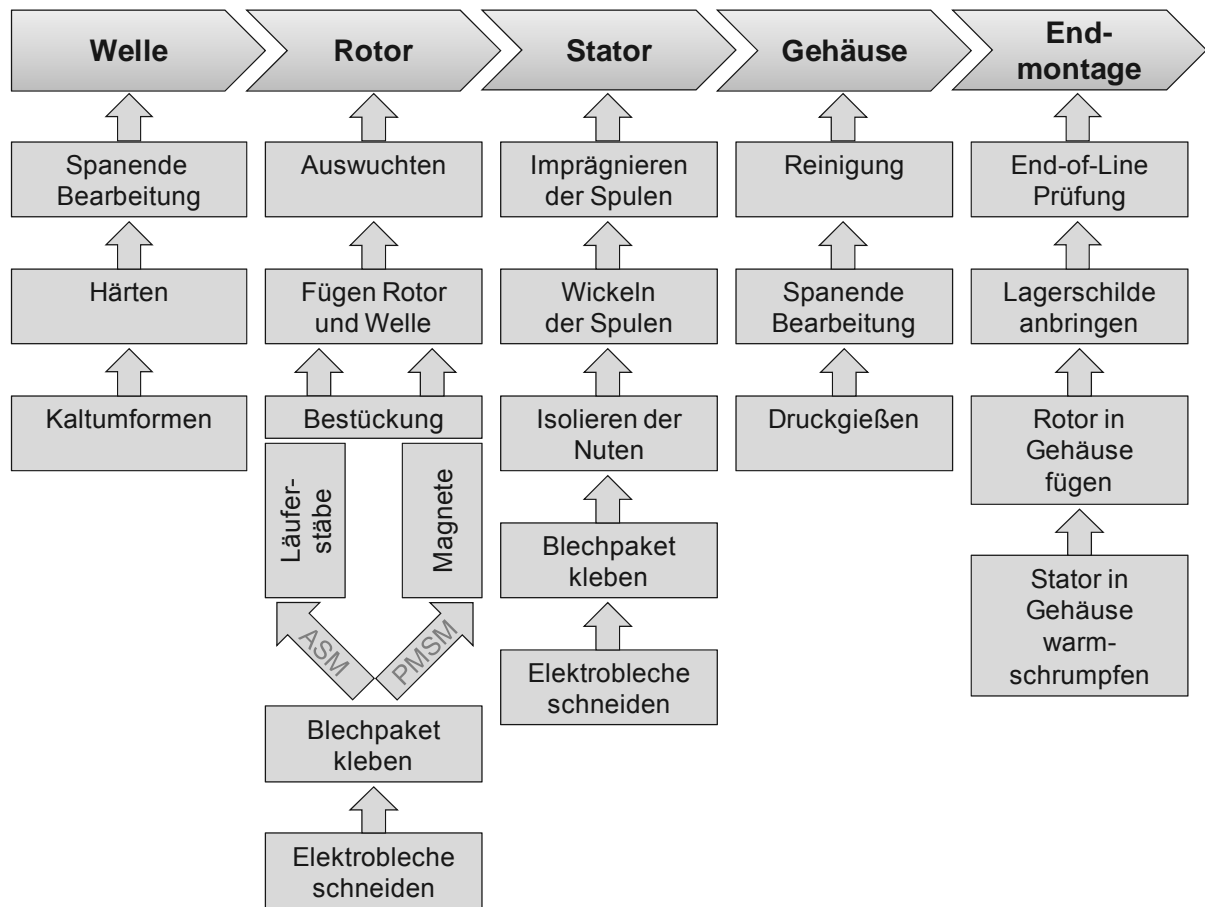 Welle
Rotor
Stator
Gehäuse
End-
montage
Spanende
Bearbeitung
Härten
Kaltumformen
Auswuchten
Fügen Rotor
und Welle
Bestückung
Läufer-
stäbe
Magnete
ASM
PMSM
Blechpaket
kleben
Elektrobleche
schneiden
Imprägnieren
der Spulen
Wickeln
der Spulen
Isolieren der
Nuten
Blechpaket
kleben
Elektrobleche
schneiden
Reinigung
Spanende
Bearbeitung
Druckgießen
End-of-Line
Prüfung
Lagerschilde
anbringen
Rotor in
Gehäuse
fügen
Stator in
Gehäuse
warm-
schrumpfen